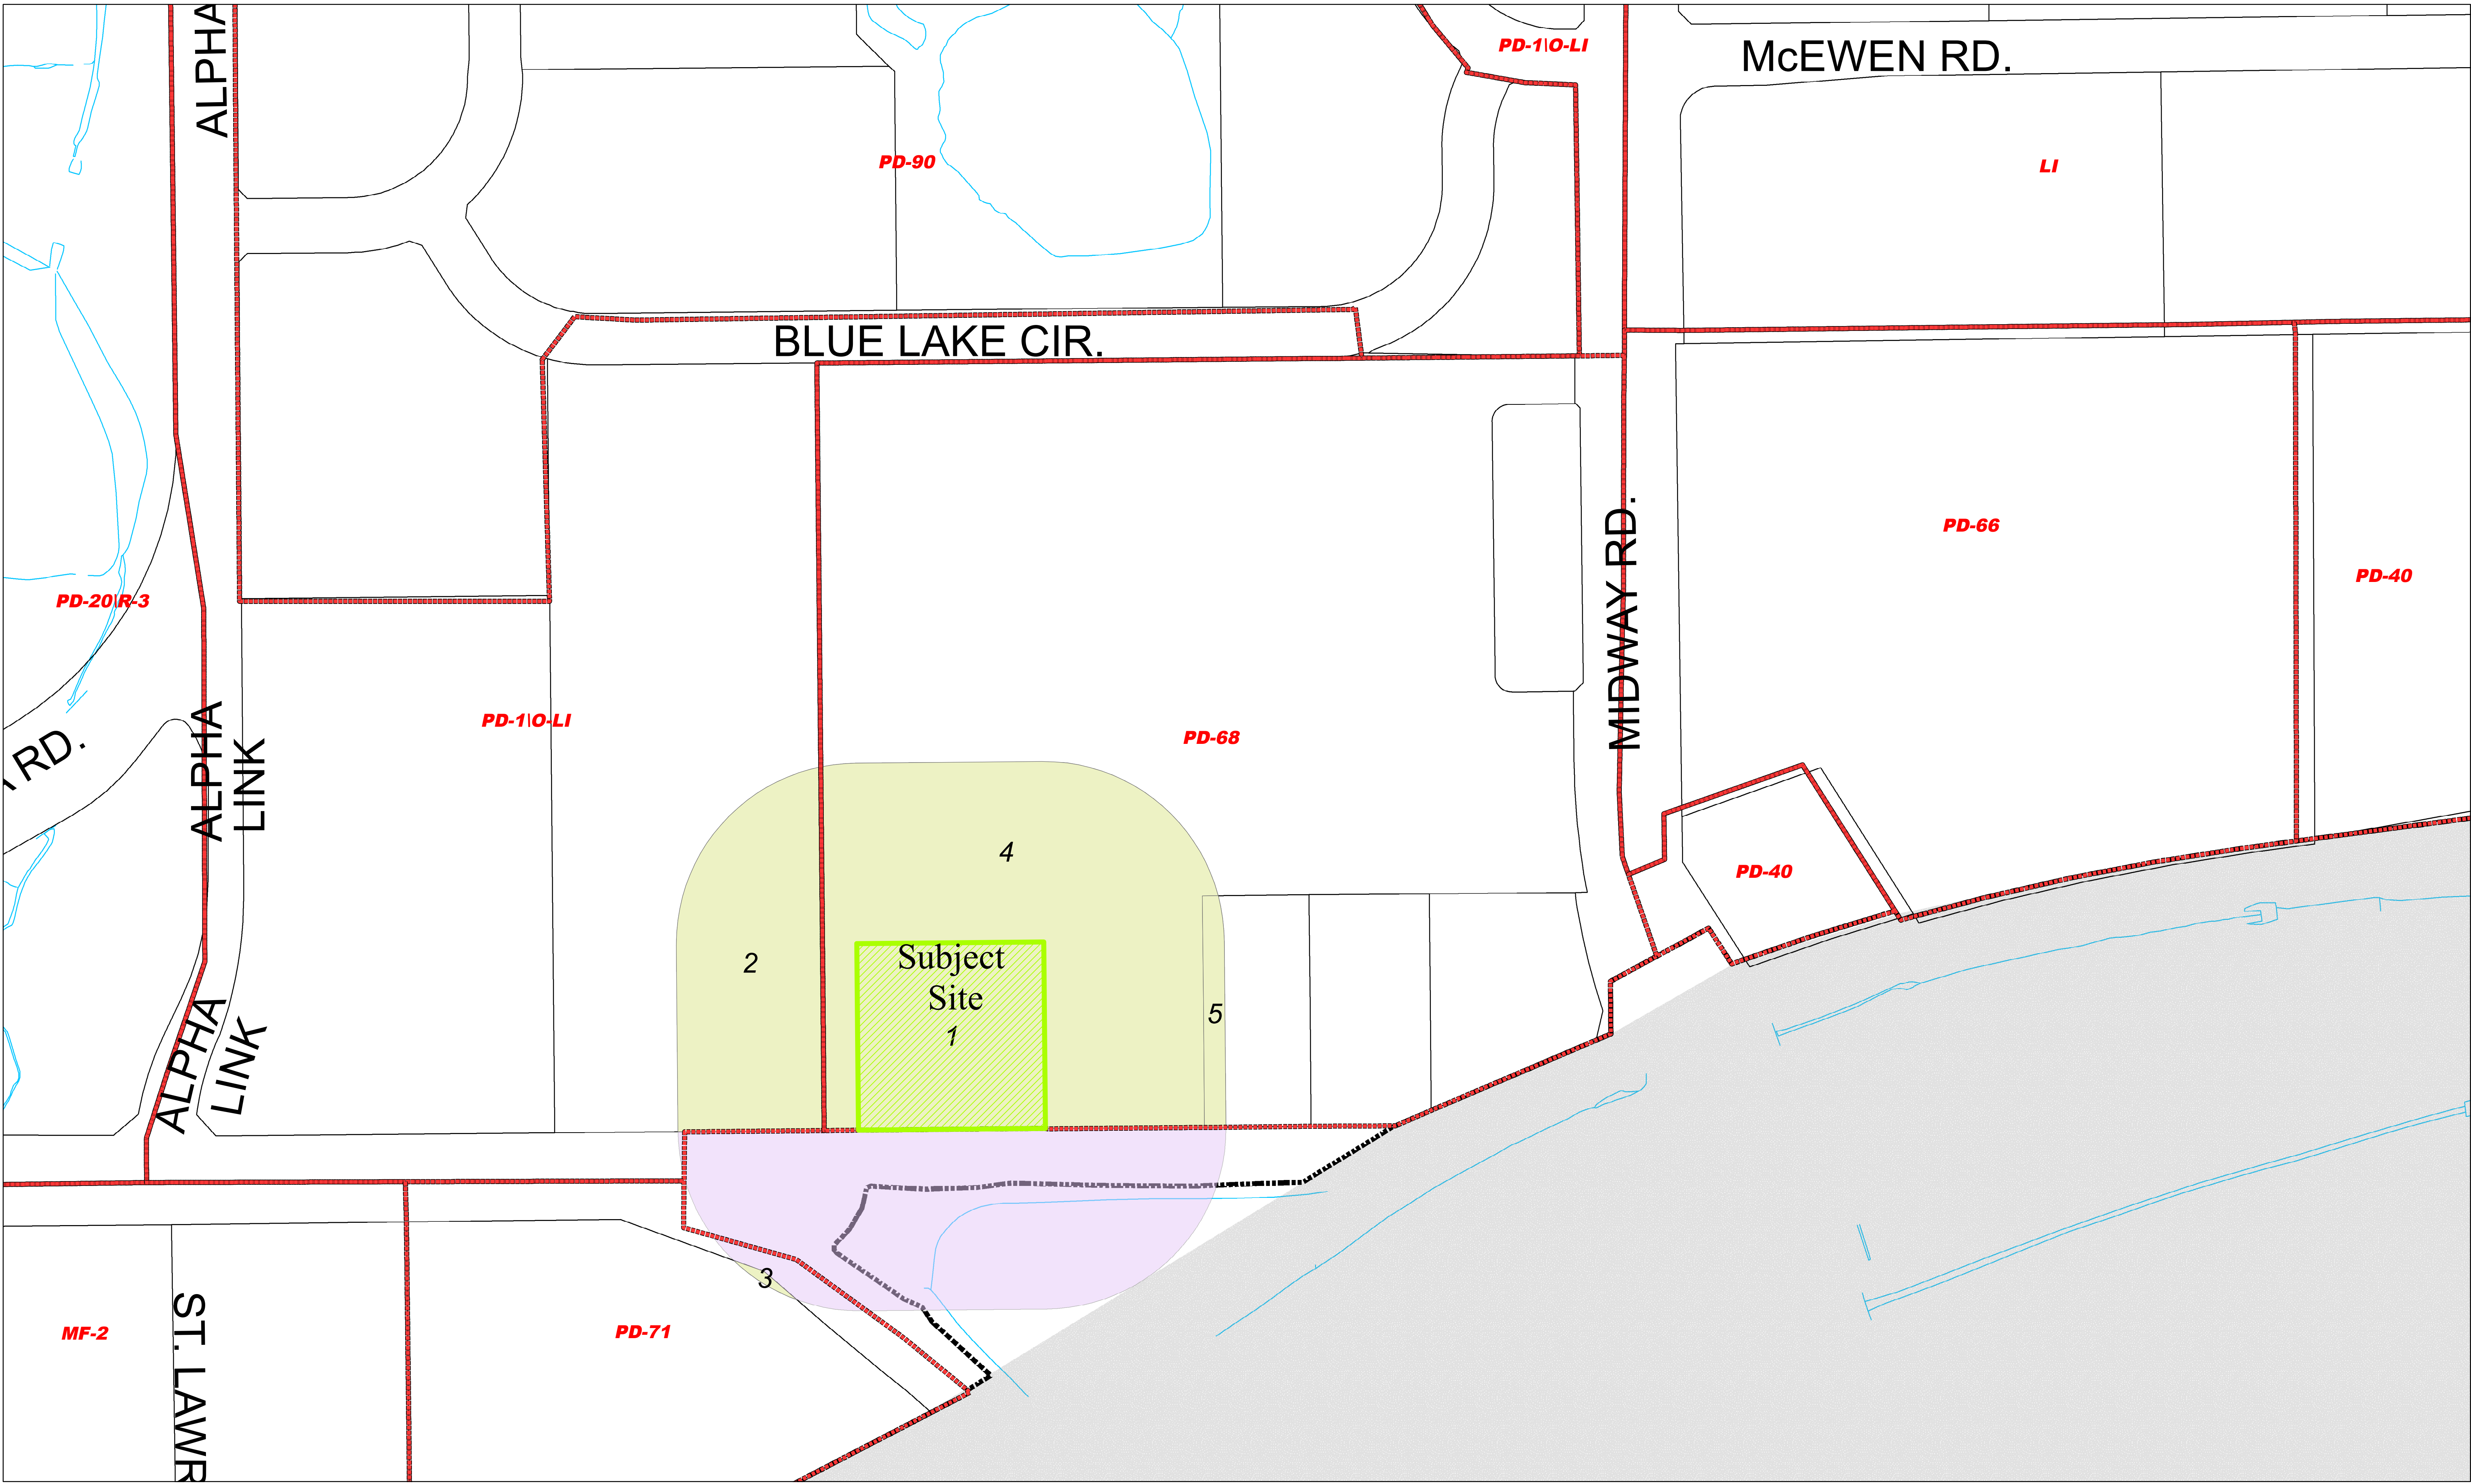 ALPHA
PD-1\O-LI
McEWEN RD.
PD-90
LI
BLUE LAKE CIR.
PD-66
PD-40
PD-20\R-3
MIDWAY RD.
PD-1\O-LI
PD-68
RD.
ALPHA
LINK
4
PD-40
2
Subject
Site
1
5
ALPHA
LINK
3
MF-2
PD-71
ST. LAWR